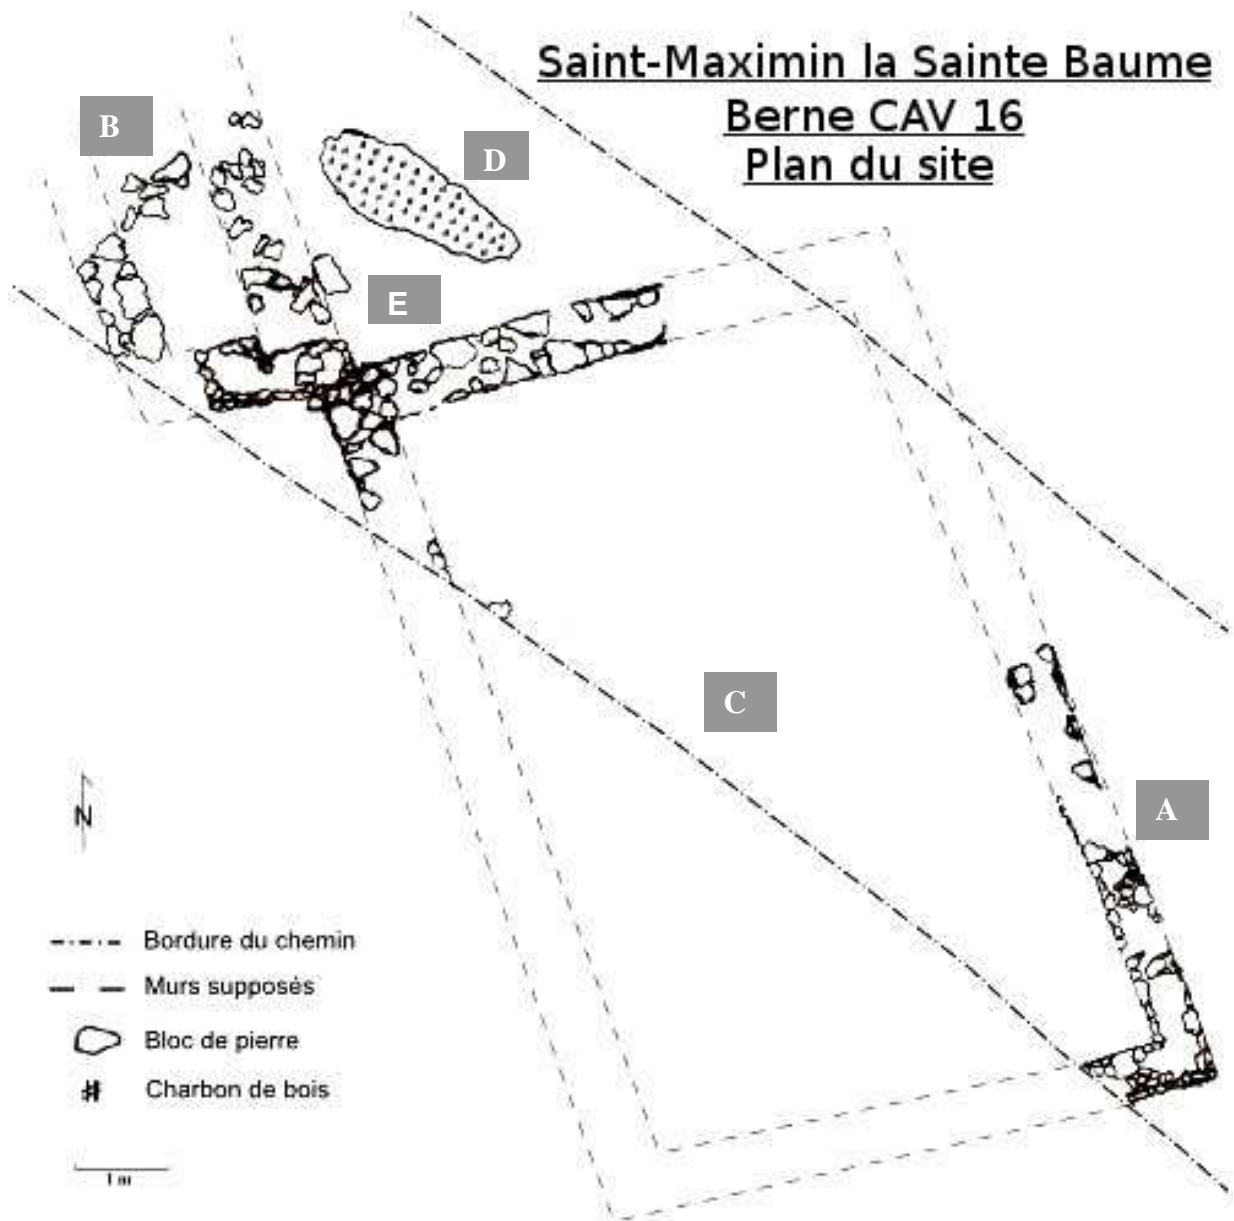 Saint-Maximin la Sainte Baume
Berne CAV 16
Plan du site
B
D
E
C
A
N
Bordure du chemin
Murs supposés
Bloc de pierre
Charbon de bois
1 m